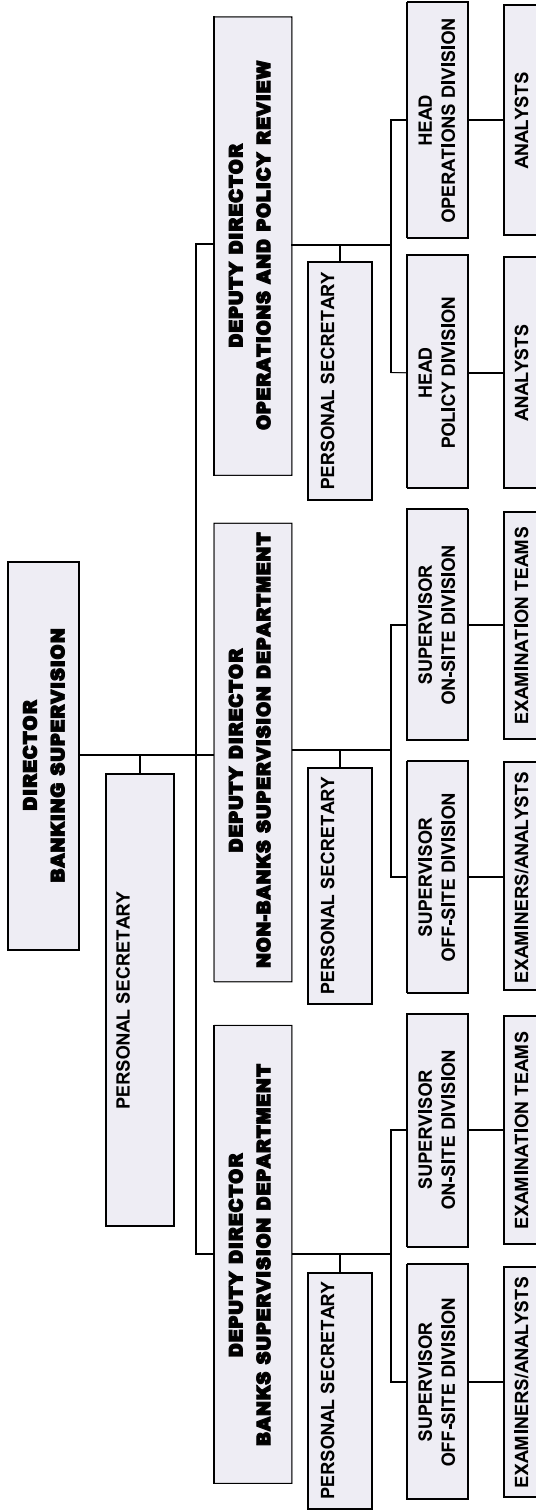 DIRECTOR
BANKING SUPERVISION
PERSONAL SECRETARY
DEPUTY DIRECTOR
BANKS SUPERVISION DEPARTMENT
DEPUTY DIRECTOR
NON-BANKS SUPERVISION DEPARTMENT
DEPUTY DIRECTOR
OPERATIONS AND POLICY REVIEW
PERSONAL SECRETARY
PERSONAL SECRETARY
PERSONAL SECRETARY
SUPERVISOR
OFF-SITE DIVISION
SUPERVISOR
ON-SITE DIVISION
SUPERVISOR
OFF-SITE DIVISION
SUPERVISOR
ON-SITE DIVISION
HEAD
POLICY DIVISION
HEAD
OPERATIONS DIVISION
EXAMINERS/ANALYSTS
EXAMINATION TEAMS
EXAMINERS/ANALYSTS
EXAMINATION TEAMS
ANALYSTS
ANALYSTS